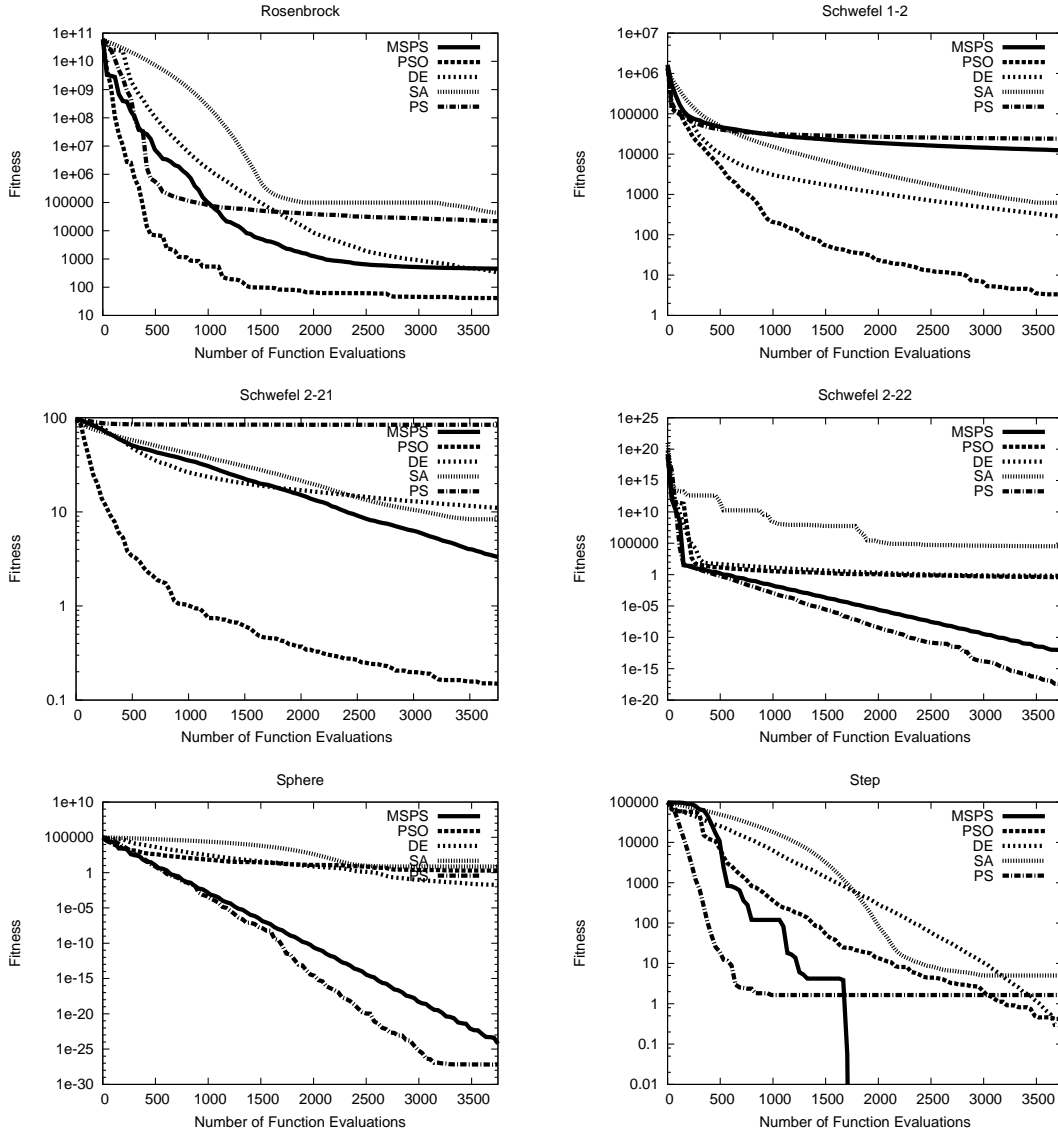 Rosenbrock
1e+11
1e+10
1e+09
1e+08
1e+07
1e+06
100000
10000
1000
100
10
Fitness
500 1000 1500 2000 2500 3000 3500
Number of Function Evaluations
MSPS
PSO
DE
SA
PS
Schwefel 1-2
1e+07
1e+06
100000
10000
1000
100
10
1
Fitness
0 500 1000 1500 2000 2500 3000 3500
Number of Function Evaluations
MSPS
PSO
DE
SA
PS
Schwefel 2-21
100
10
1
0.1
Fitness
0 500 1000 1500 2000 2500 3000 3500
Number of Function Evaluations
MSPS
PSO
DE
SA
PS
Schwefel 2-22
1e+25
1e+20
1e+15
1e+10
100000
1
1e-05
1e-10
1e-15
1e-20
Fitness
0 500 1000 1500 2000 2500 3000 3500
Number of Function Evaluations
MSPS
PSO
DE
SA
PS
Sphere
1e+10
100000
1
1e-05
1e-10
1e-15
1e-20
1e-25
1e-30
Fitness
500 1000 1500 2000 2500 3000 3500
Number of Function Evaluations
MSPS
PSO
DE
SA
PS
Step
100000
10000
1000
100
10
1
0.1
0.01
Fitness
0 500 1000 1500 2000 2500 3000 3500
Number of Function Evaluations
MSPS
PSO
DE
SA
PS